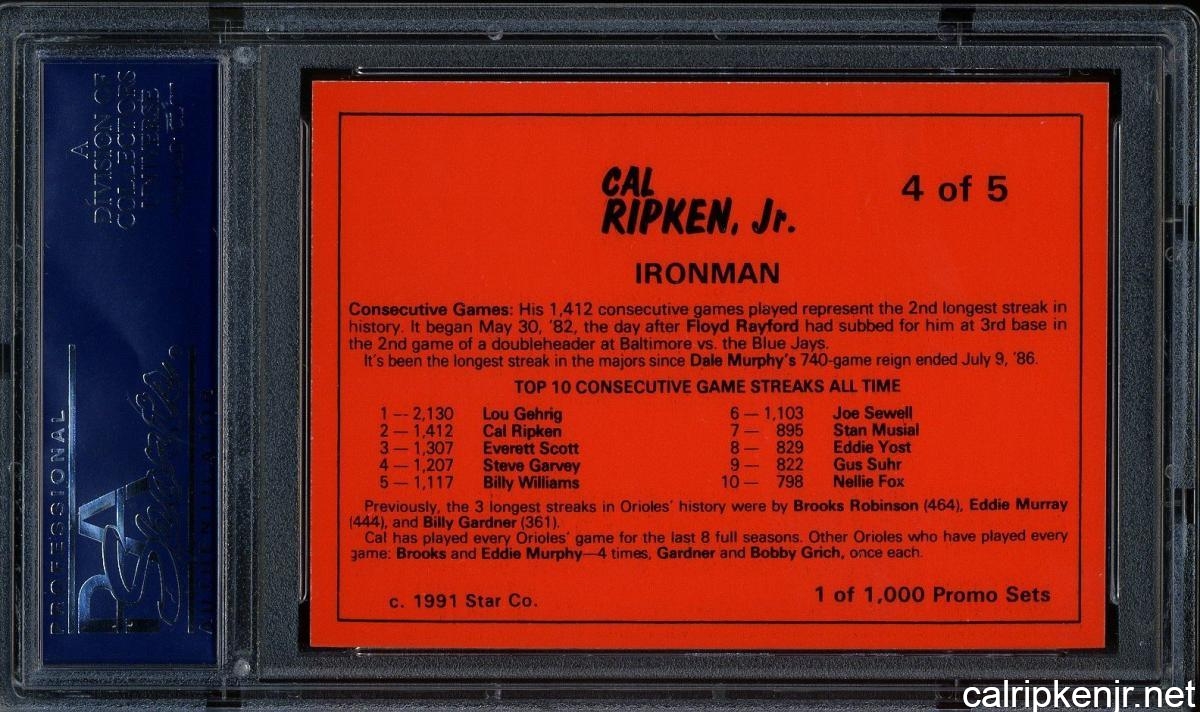 A
DIVISION OF
COLLECTORS
UNIVERSE
PROFESSIONAL
CAL
RIPKEN, Jr.
4 of 5
IRONMAN
Consecutive Games: His 1,412 consecutive games played represent the 2nd longest streak in
history. It began May 30, '82, the day after Floyd Rayford had subbed for him at 3rd base in
the 2nd game of a doubleheader at Baltimore vs. the Blue Jays.
It's been the longest streak in the majors since Dale Murphy's 740-game reign ended July 9, '86.
TOP 10 CONSECUTIVE GAME STREAKS ALL TIME
1 — 2,130 Lou Gehrig
2 — 1,412 Cal Ripken
3 — 1,307 Everett Scott
4 — 1,207 Steve Garvey
5 — 1,117 Billy Williams
6 — 1,103 Joe Sewell
7 — 895 Stan Musial
8 — 829 Eddie Yost
9 — 822 Gus Suhr
10 — 798 Nellie Fox
Previously, the 3 longest streaks in Orioles' history were by Brooks Robinson (464), Eddie Murray
(444), and Billy Gardner (361).
Cal has played every Orioles' game for the last 8 full seasons. Other Orioles who have played every
game: Brooks and Eddie Murphy—4 times, Gardner and Bobby Grich, once each.
c. 1991 Star Co.
1 of 1,000 Promo Sets
calripkenjr.net